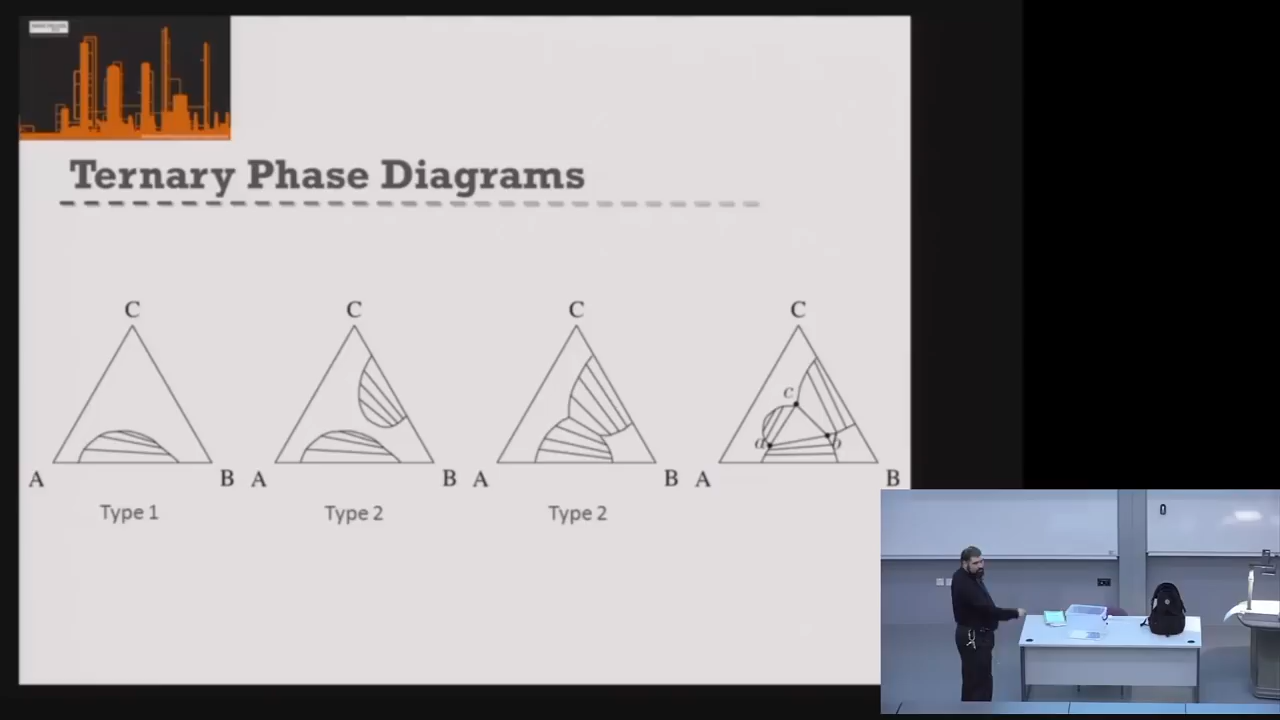 Ternary Phase Diagrams
C C C C
c
a b
A B A B A B A B
Type 1 Type 2 Type 2